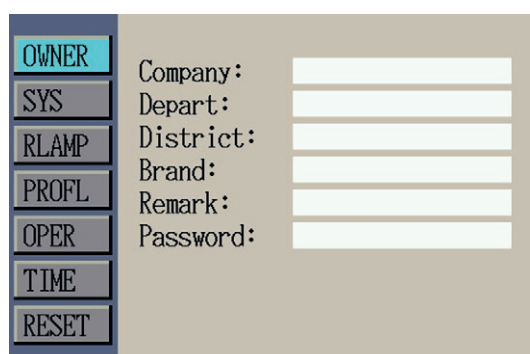 OWNER
SYS
RLAMP
PROFL
OPER
TIME
RESET
Company:
Depart:
District:
Brand:
Remark:
Password: